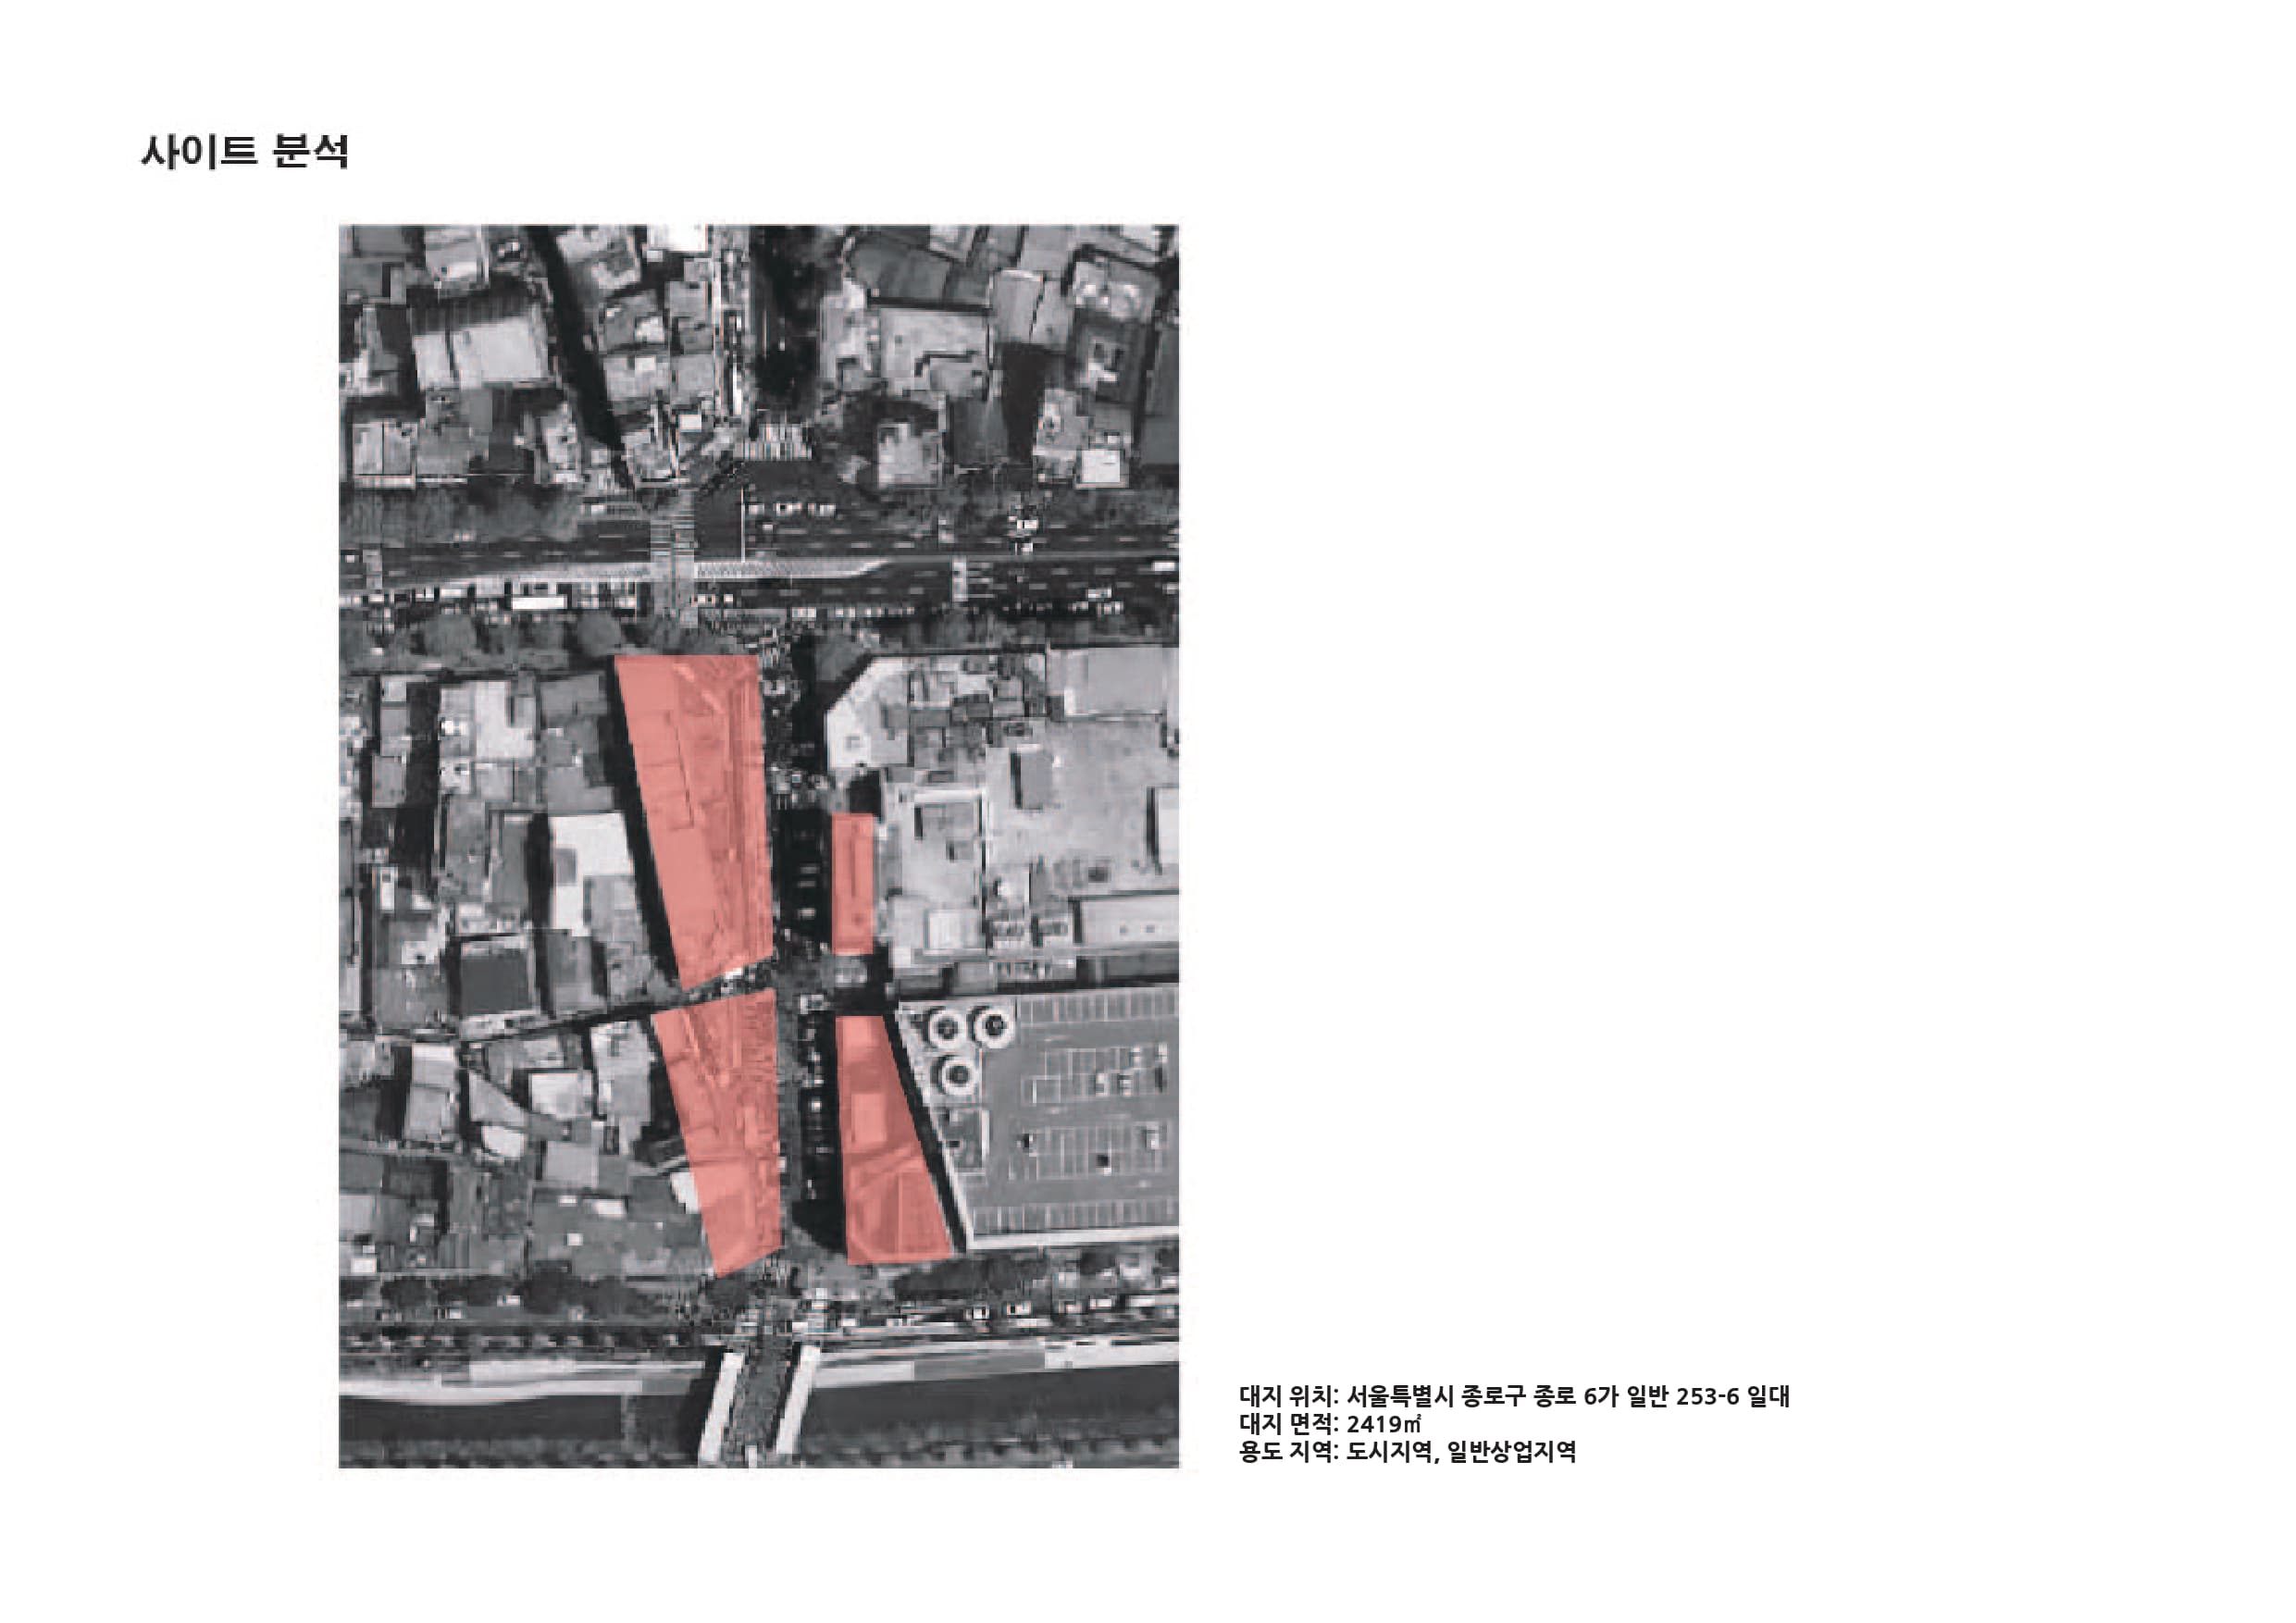 사이트 분석
대지 위치: 서울특별시 종로구 종로 6가 일반 253-6 일대
대지 면적: 2419㎡
용도 지역: 도시지역, 일반상업지역